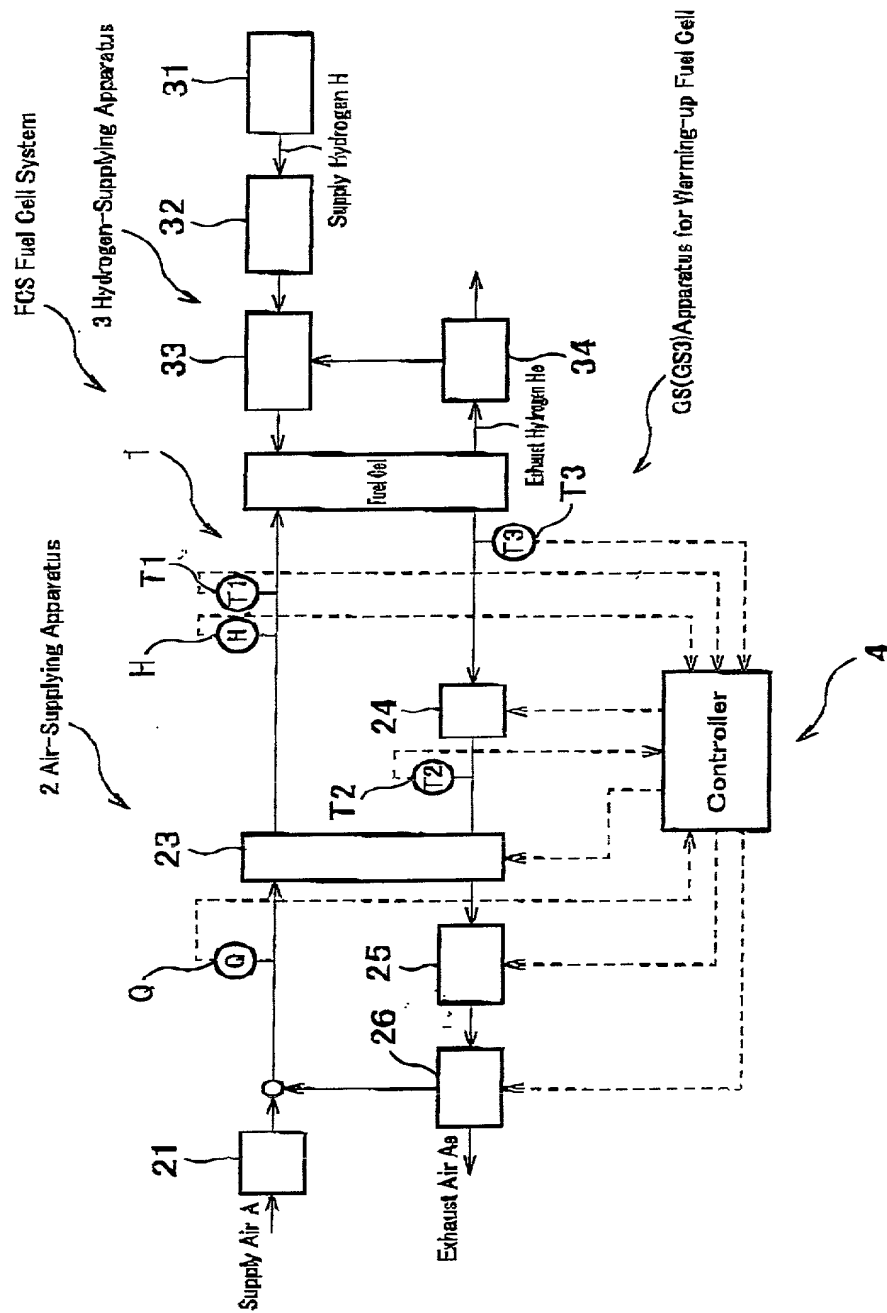 FCS Fuel Cell System
3 Hydrogen-Supplying Apparatus
2 Air-Supplying Apparatus
1
31
32
33
34
Supply Hydrogen H
Exhaust Hydrogen He
Fuel Cell
GS(GS3)Apparatus for Warming-up Fuel Cell
T1
T1
H
H
T3
T3
T2
T2
23
24
25
26
21
Q
Q
Supply Air A
Exhaust Air Ae
Controller
4